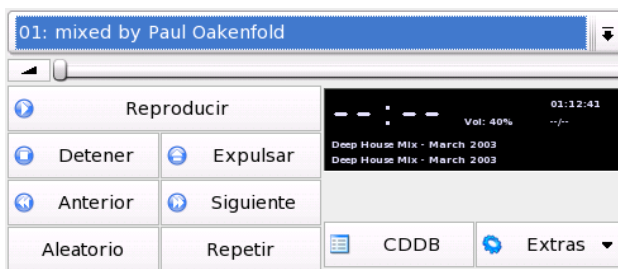 01: mixed by Paul Oakenfold
Reproducir
Detener
Expulsar
Anterior
Siguiente
Aleatorio
Repetir
--:--
Vol: 40%
01:12:41
--/--
Deep House Mix - March 2003
Deep House Mix - March 2003
CDDB
Extras